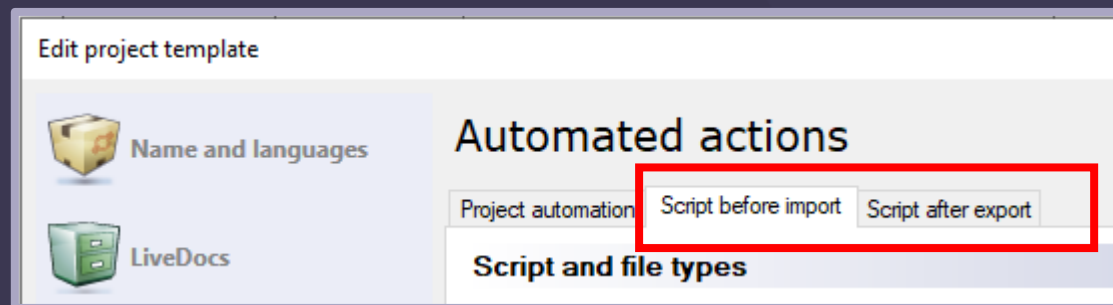 Edit project template
Name and languages
LiveDocs
Automated actions
Project automation Script before import Script after export
Script and file types